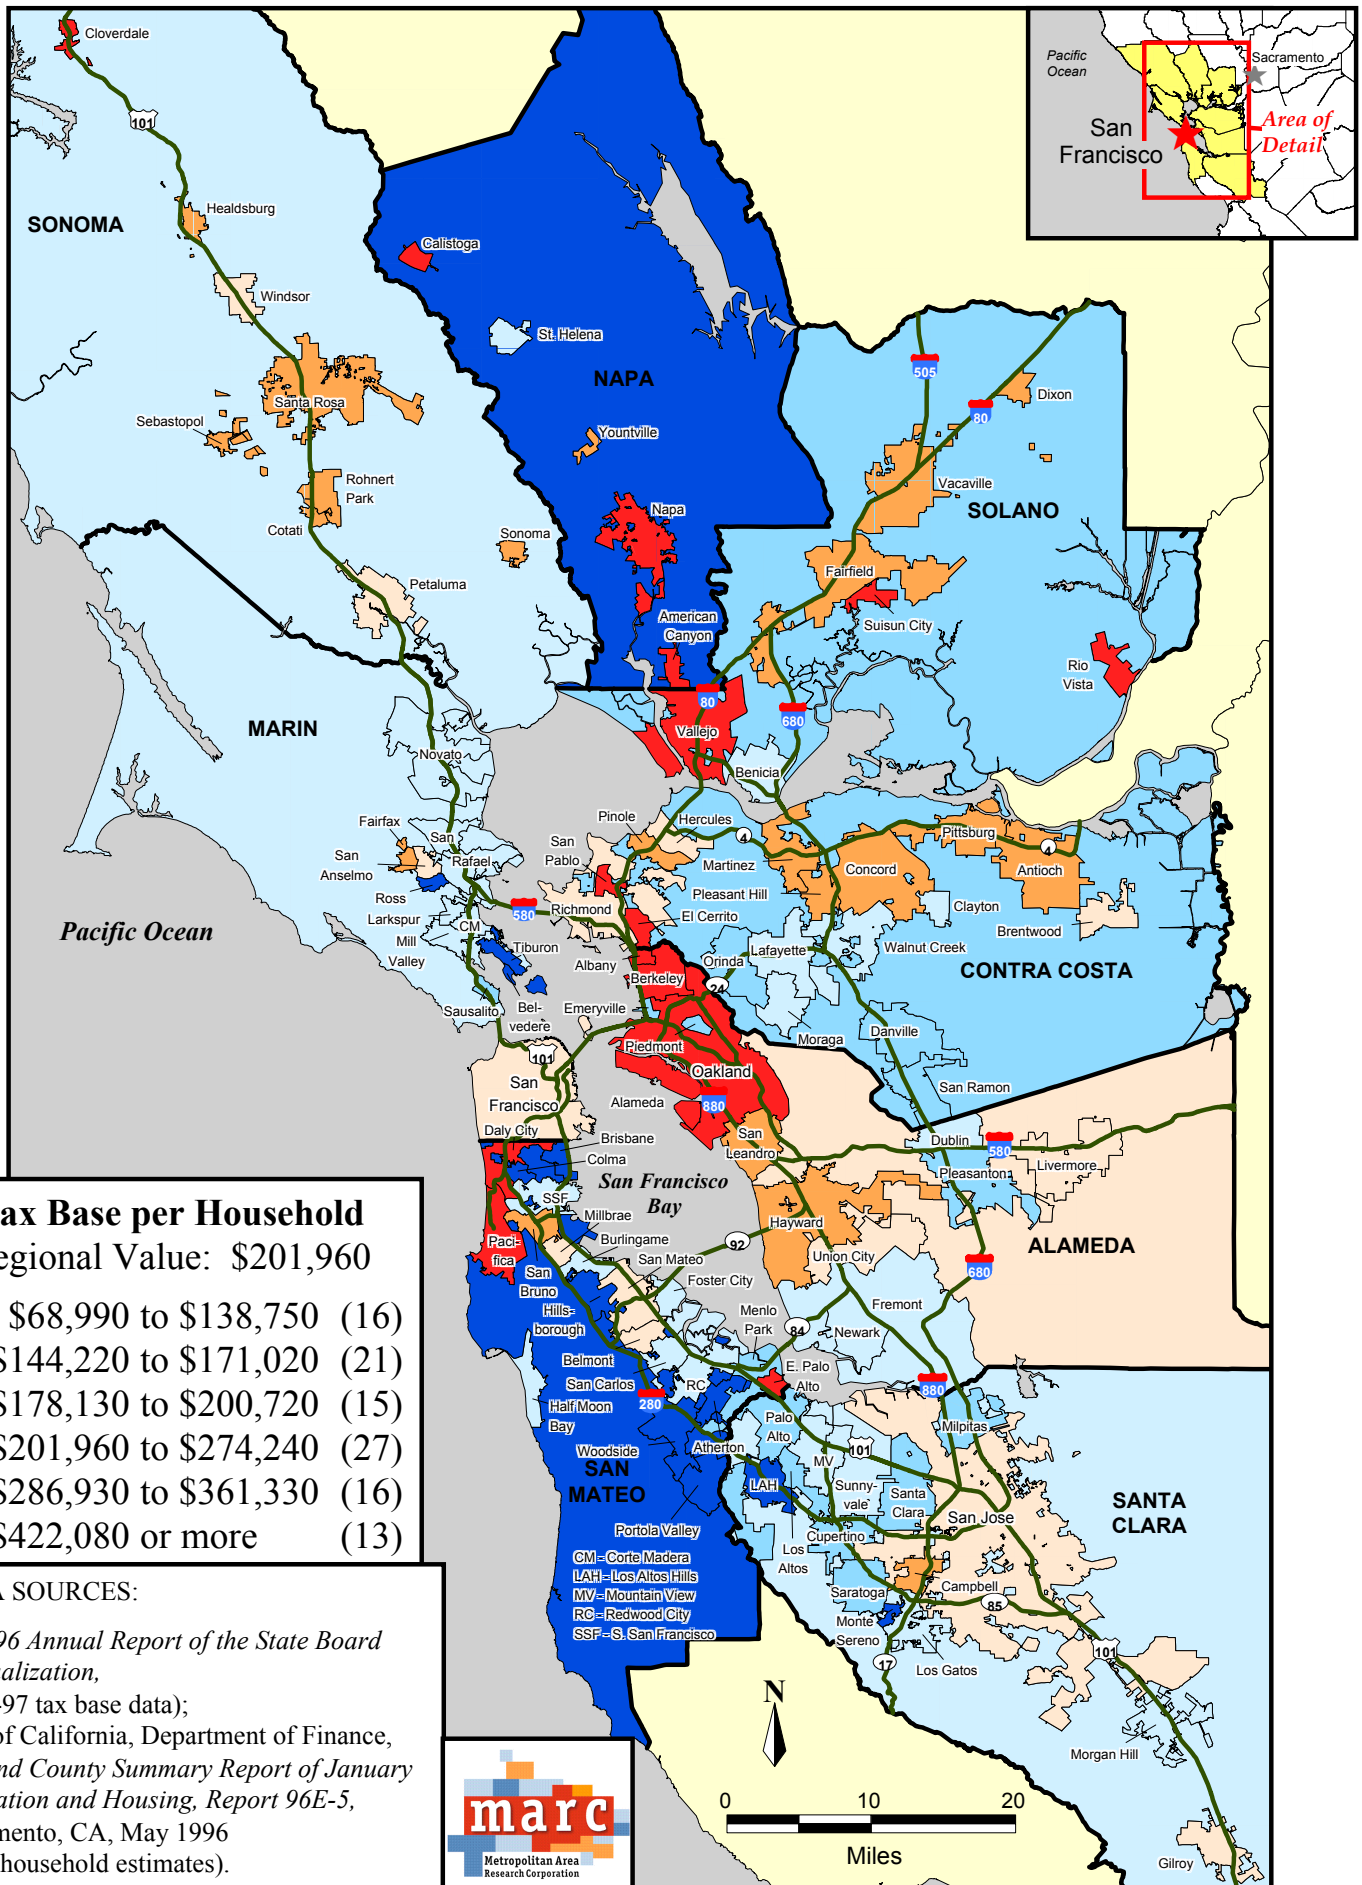 Cloverdale
101
SONOMA
Healdsburg
Windsor
Santa Rosa
Sebastopol
Rohnert
Park
Cotati
Sonoma
Petaluma
Calistoga
St. Helena
NAPA
Yountville
Napa
American
Canyon
Pacific
Ocean
Sacramento
San
Francisco
Area of
Detail
505
80
Dixon
Vacaville
SOLANO
Fairfield
Suisun City
Rio
Vista
80
680
Vallejo
Benicia
MARIN
Novato
Fairfax
San
Anselmo
San
Rafael
Ross
Larkspur
CM
Mill
Valley
Tiburon
Bel-
vedere
Sausalito
Pacific Ocean
580
Pinole
Hercules
San
Pablo
4
Martinez
Pleasant Hill
Concord
Pittsburg
4
Antioch
Richmond
El Cerrito
Clayton
Brentwood
Walnut Creek
Lafayette
Orinda
24
CONTRA COSTA
Albany
Berkeley
Emeryville
Piedmont
Moraga
Danville
San Ramon
Oakland
880
Alameda
San
Leandro
101
San
Francisco
Daly City
Brisbane
Colma
San Francisco
Bay
SSF
Millbrae
Burlingame
Paci-
fica
San
Bruno
San Mateo
92
Foster City
Hills-
borough
Dublin
580
Livermore
Pleasanton
Hayward
Union City
ALAMEDA
680
Fremont
Menlo
Park
84
Newark
Belmont
San Carlos
RC
E. Palo
Alto
880
Half Moon
Bay
280
Woodside
Atherton
Palo
Alto
101
Milpitas
SAN
MATEO
LAH
MV
Sunny-
vale
Santa
Clara
San Jose
SANTA
CLARA
Portola Valley
Los
Altos
Cupertino
Saratoga
Campbell
85
Monte
Sereno
Los Gatos
17
101
Morgan Hill
Gilroy
CM - Corte Madera
LAH - Los Altos Hills
MV - Mountain View
RC - Redwood City
SSF - S. San Francisco
ax Base per Household
egional Value: $201,960
$68,990 to $138,750 (16)
$144,220 to $171,020 (21)
$178,130 to $200,720 (15)
$201,960 to $274,240 (27)
$286,930 to $361,330 (16)
$422,080 or more (13)
A SOURCES:
96 Annual Report of the State Board
ualization,
-97 tax base data);
of California, Department of Finance,
nd County Summary Report of January
ation and Housing, Report 96E-5,
mento, CA, May 1996
household estimates).
marc
Metropolitan Area
Research Corporation
N
0 10 20
Miles